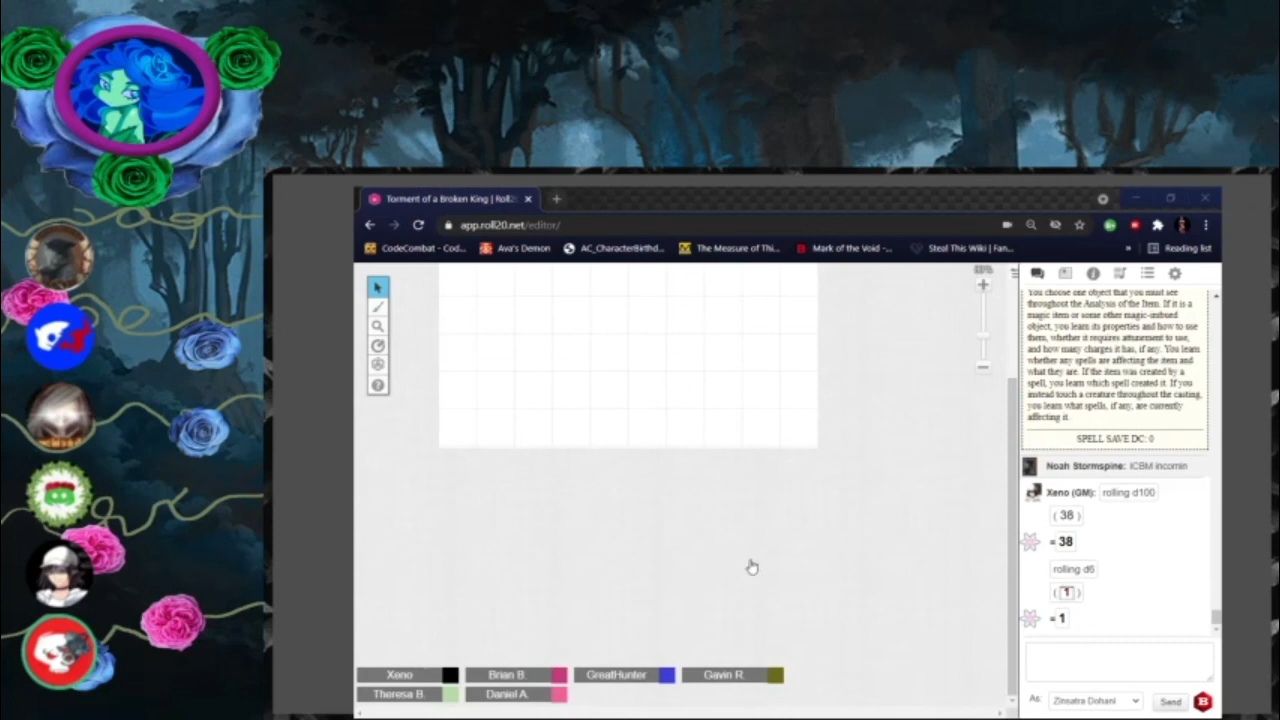 Torment of a Broken King | Roll2
app.roll20.net/editor/
CodeCombat - Cod...
Ava's Demon
AC_CharacterBirthd...
The Measure of Thi...
Mark of the Void -...
Steal This Wiki | Fan...
»
Reading list
You choose one object that you must see
throughout the Analysis of the Item. If it is a
magic item or some other magic-imbued
object, you learn its properties and how to use
them, whether it requires attunement to use,
and how many charges it has, if any. You learn
whether any spells are affecting the item and
what they are. If the item was created by a
spell, you learn which spell created it. If you
instead touch a creature throughout the casting,
you learn what spells, if any, are currently
affecting it.
SPELL SAVE DC: 0
Noah Stormspine: ICBM incomin
Xeno (GM): rolling d100
( 38 )
= 38
rolling d6
( 1 )
= 1
Xeno
Brian B.
GreatHunter
Gavin R.
Theresa B.
Daniel A.
As:
Send